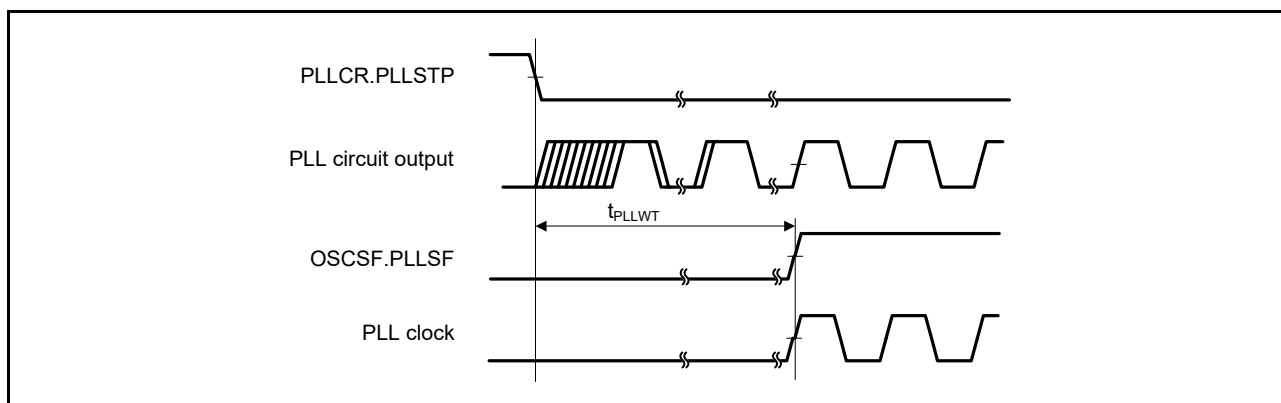 PLLCR.PLLSTP
PLL circuit output
tPLLWT
OSCSF.PLLSF
PLL clock